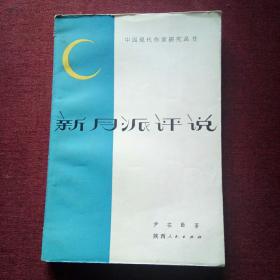 中国现代作家研究丛书
新月派评说
尹在勤 著
陕西人民出版社